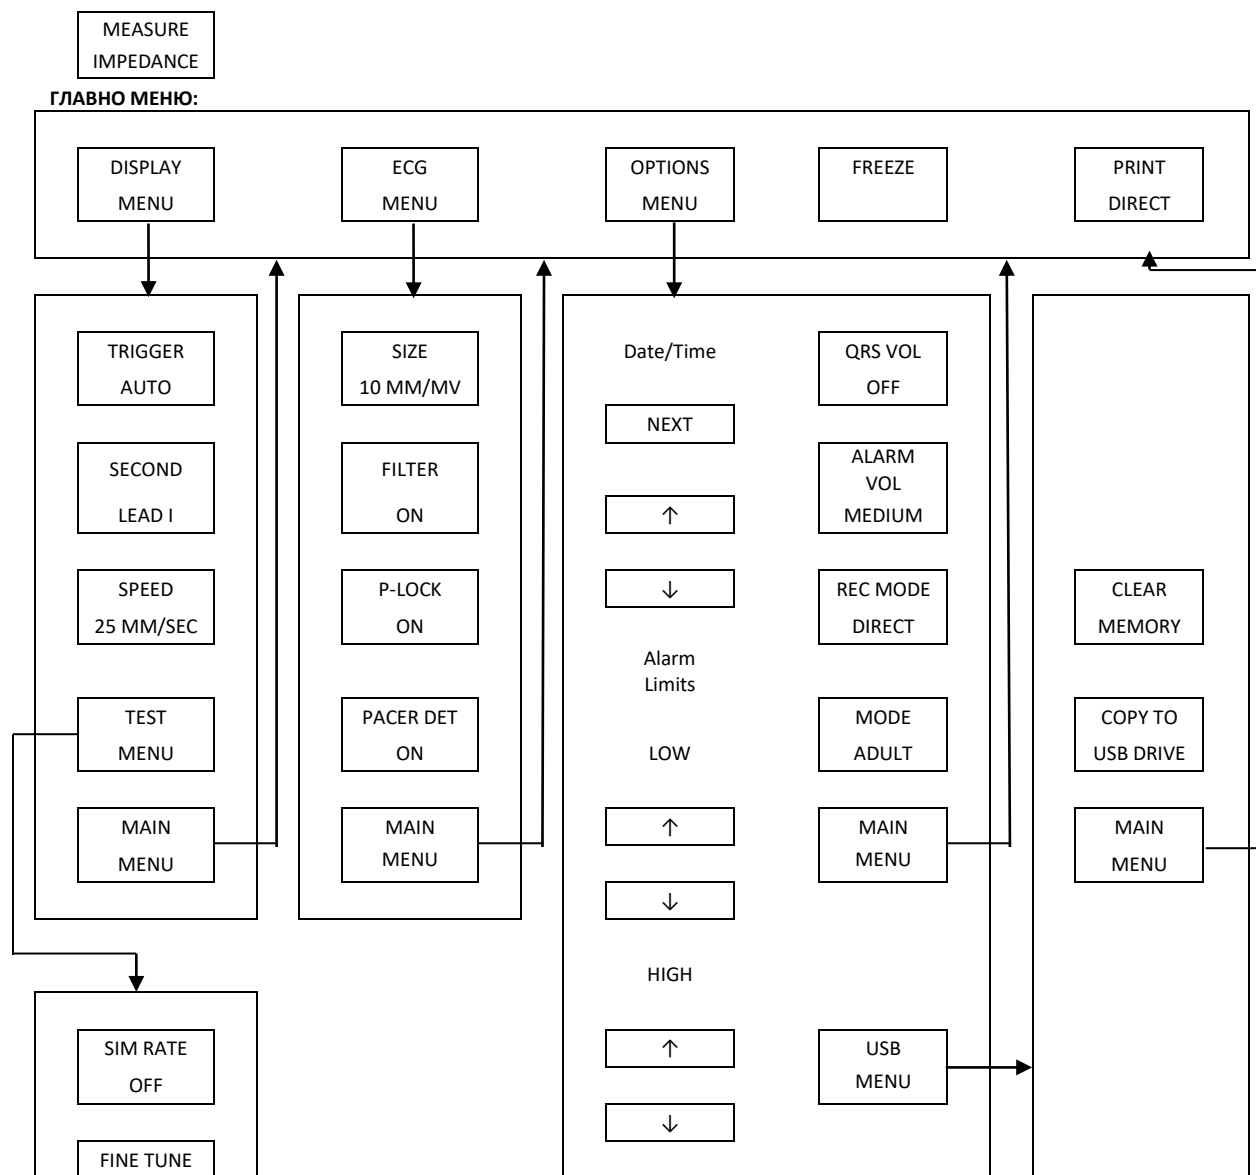 MEASURE
IMPEDANCE
ГЛАВНО МЕНЮ:
DISPLAY
MENU
ECG
MENU
OPTIONS
MENU
FREEZE
PRINT
DIRECT
TRIGGER
AUTO
SECOND
LEAD I
SPEED
25 MM/SEC
TEST
MENU
MAIN
MENU
SIZE
10 MM/MV
FILTER
ON
P-LOCK
ON
PACER DET
ON
MAIN
MENU
Date/Time
NEXT
↑
↓
Alarm
Limits
LOW
↑
↓
HIGH
↑
↓
QRS VOL
OFF
ALARM
VOL
MEDIUM
REC MODE
DIRECT
MODE
ADULT
MAIN
MENU
USB
MENU
CLEAR
MEMORY
COPY TO
USB DRIVE
MAIN
MENU
SIM RATE
OFF
FINE TUNE